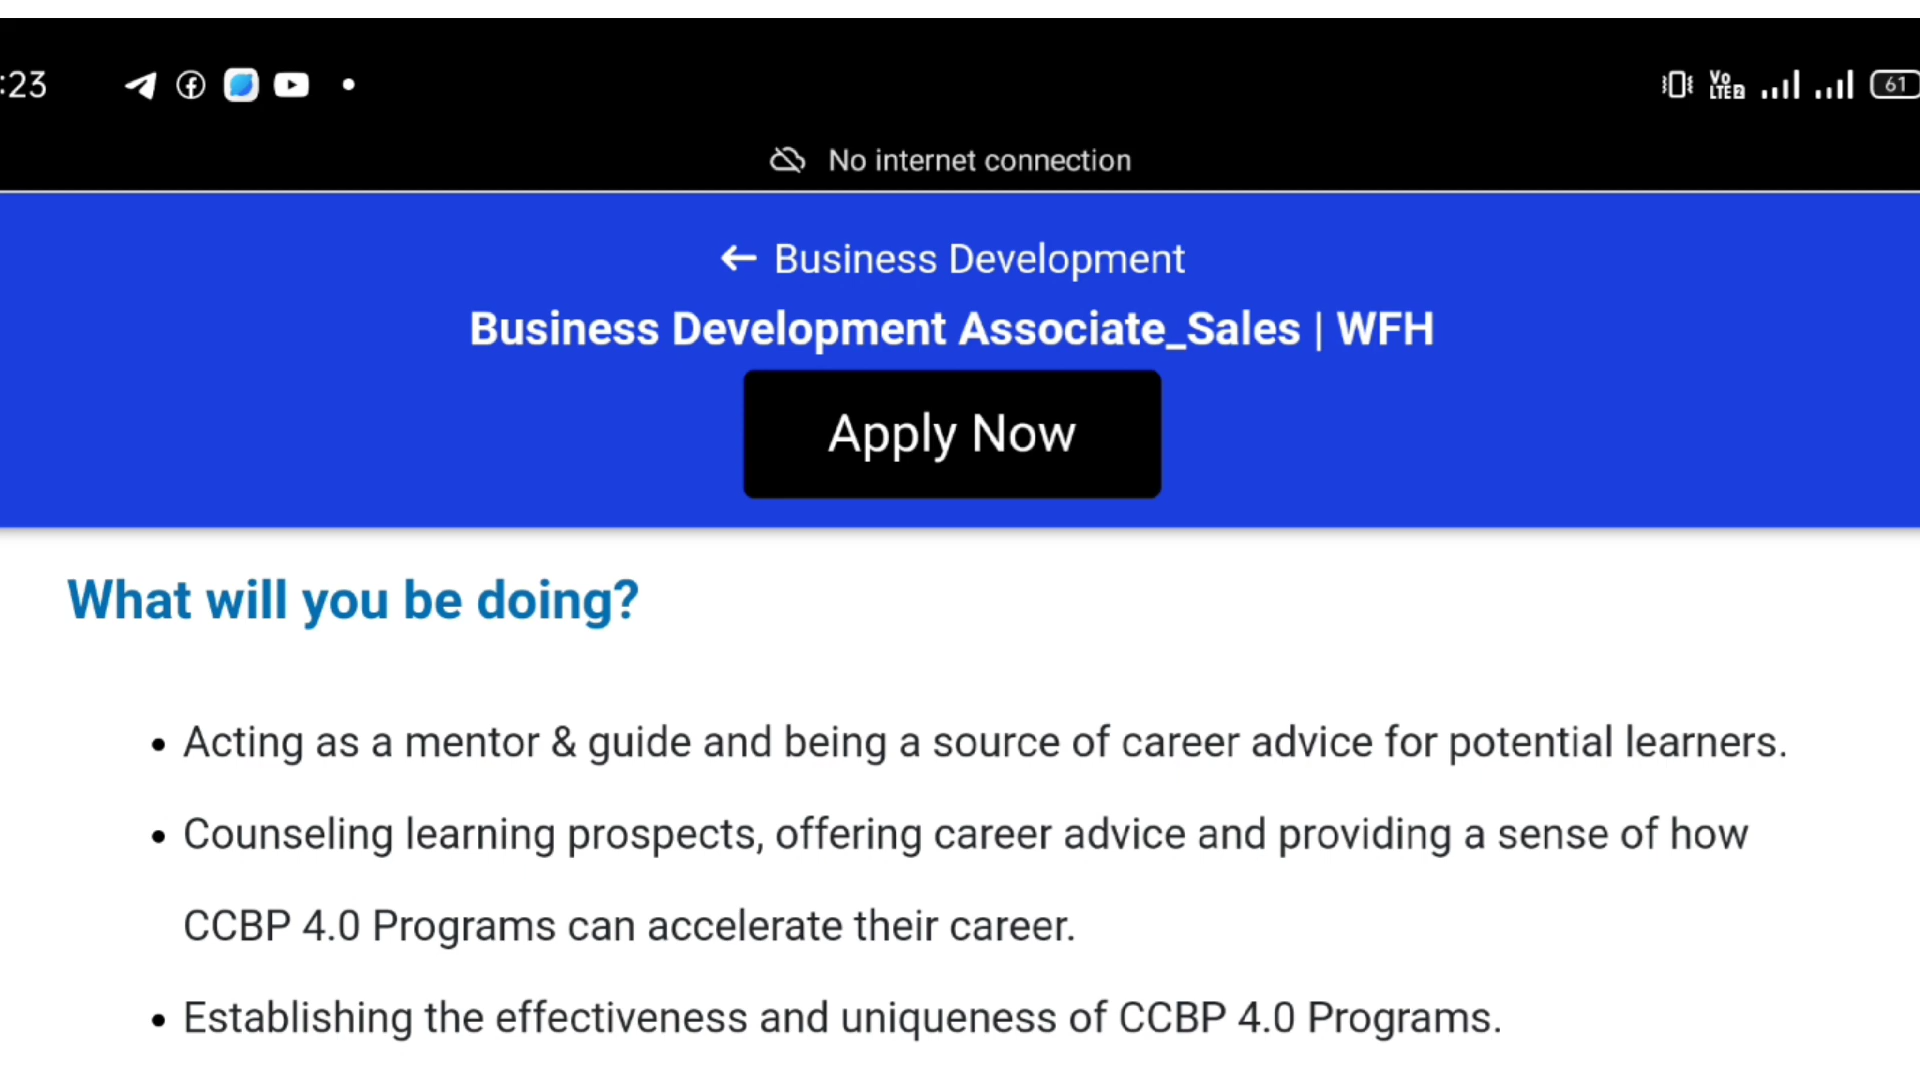 :23
Vo
LTE2
61
No internet connection
← Business Development
Business Development Associate_Sales | WFH
Apply Now
What will you be doing?
• Acting as a mentor & guide and being a source of career advice for potential learners.
• Counseling learning prospects, offering career advice and providing a sense of how
CCBP 4.0 Programs can accelerate their career.
• Establishing the effectiveness and uniqueness of CCBP 4.0 Programs.